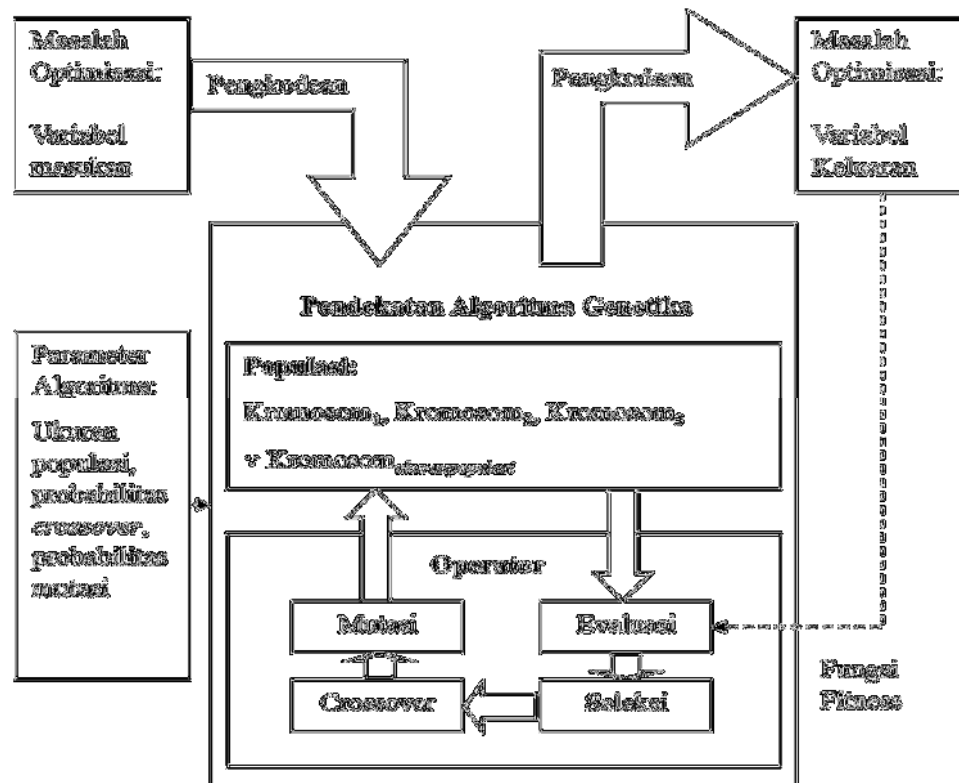 Masalah
Optimisasi:
Variabel
masukan
Pengkodean
Pengkodean
Masalah
Optimisasi:
Variabel
Keluaran
Pendekatan Algoritma Genetika
Parameter
Algoritma:
Ukuran
populasi,
probabilitas
crossover,
probabilitas
mutasi
Populasi:
Kromosom1, Kromosom2, Kromosom3
Kromosom
Operator
Mutasi
Evaluasi
Crossover
Seleksi
Fungsi
Fitness